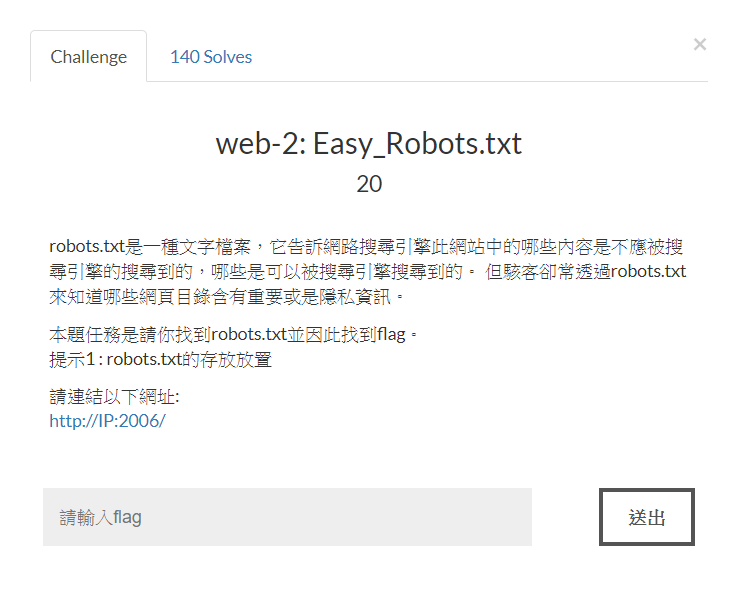 Challenge
140 Solves
×
web-2: Easy_Robots.txt
20
robots.txt是一種文字檔案，它告訴網路搜尋引擎此網站中的哪些內容是不應被搜
尋引擎的搜尋到的，哪些是可以被搜尋引擎搜尋到的。 但駭客卻常透過robots.txt
來知道哪些網頁目錄含有重要或是隱私資訊。
本題任務是請你找到robots.txt並因此找到flag。
提示1 : robots.txt的存放放置
請連結以下網址:
http://IP:2006/
請輸入flag
送出